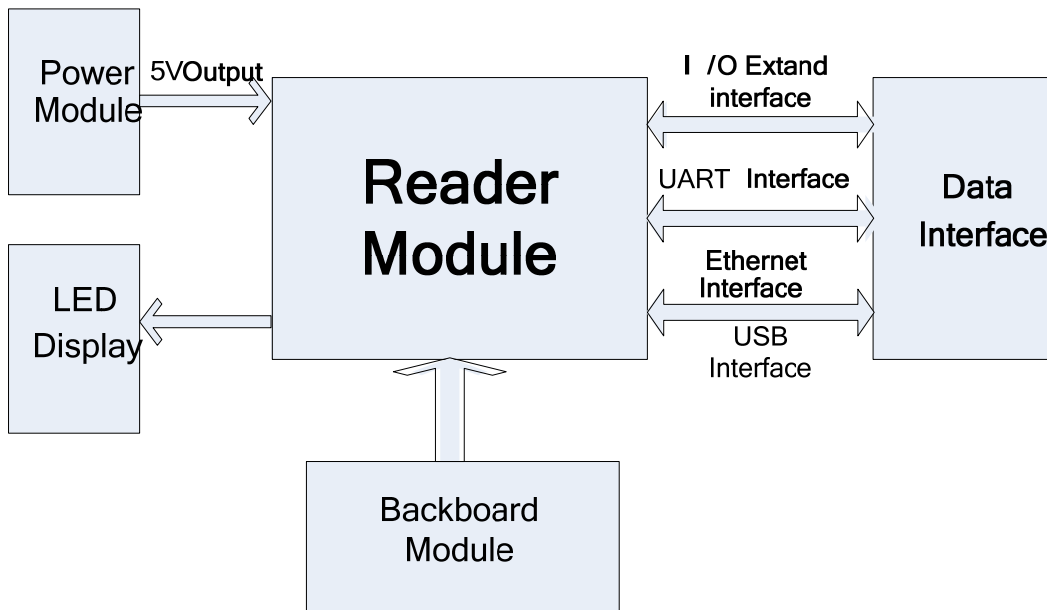 Power
Module
5VOutput
Reader
Module
I /O Extand
interface
UART Interface
Ethernet
Interface
USB
Interface
Data
Interface
LED
Display
Backboard
Module